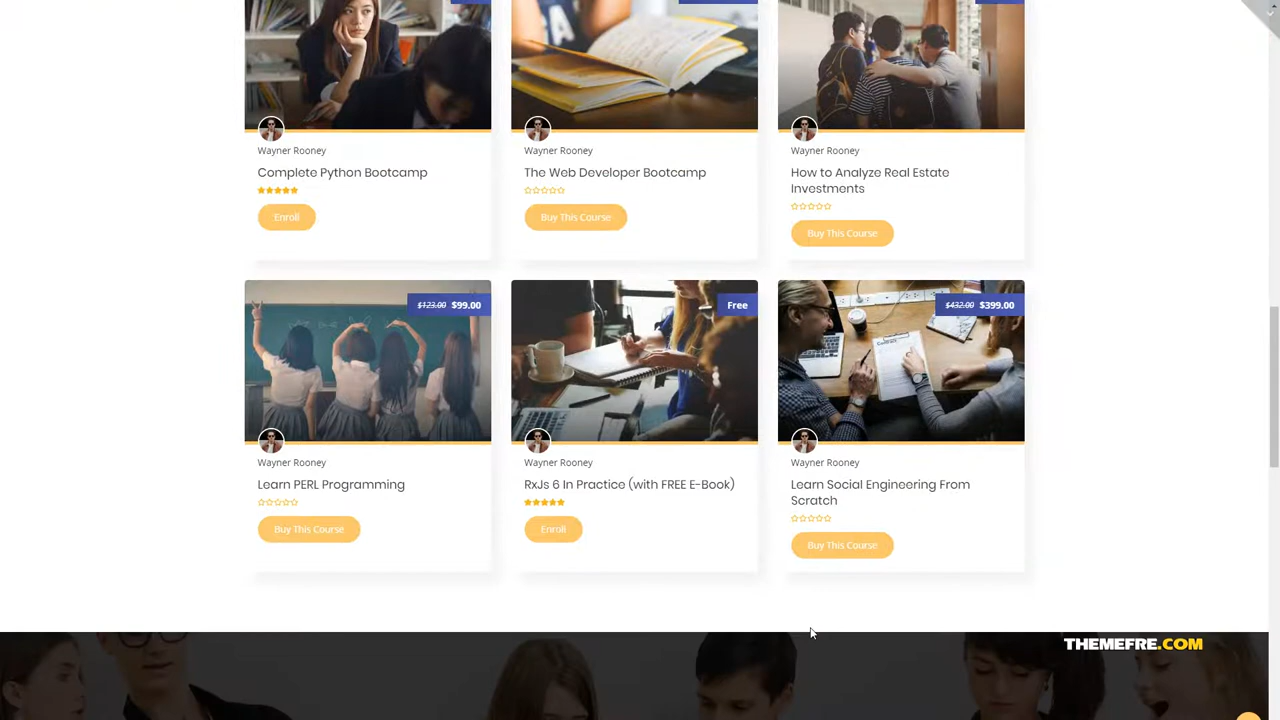 Wayner Rooney
Complete Python Bootcamp
Enroll
Wayner Rooney
The Web Developer Bootcamp
Buy This Course
Wayner Rooney
How to Analyze Real Estate
Investments
Buy This Course
$123.00 $99.00
Wayner Rooney
Learn PERL Programming
Buy This Course
Free
Wayner Rooney
RxJs 6 In Practice (with FREE E-Book)
Enroll
$432.00 $399.00
Wayner Rooney
Learn Social Engineering From
Scratch
Buy This Course
THEMEFRE.COM